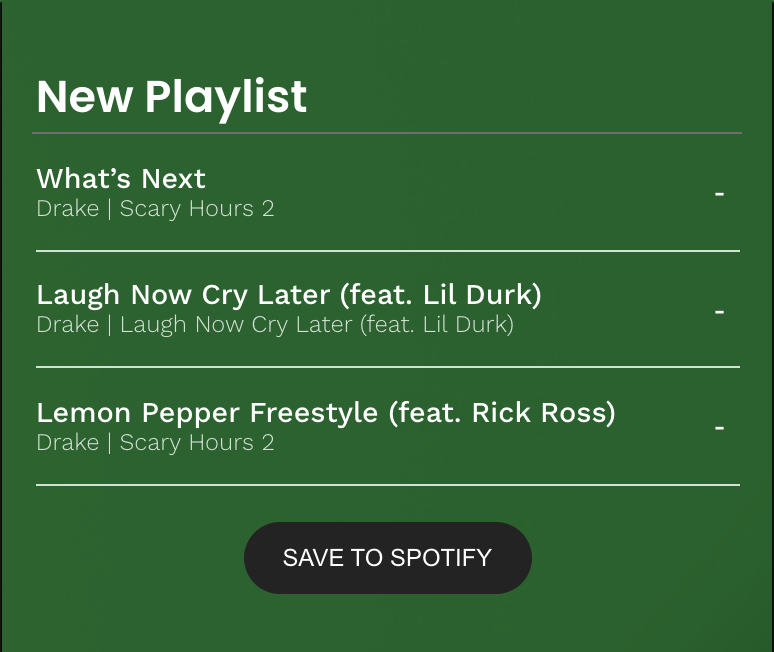 New Playlist
What’s Next
Drake | Scary Hours 2
-
Laugh Now Cry Later (feat. Lil Durk)
Drake | Laugh Now Cry Later (feat. Lil Durk)
-
Lemon Pepper Freestyle (feat. Rick Ross)
Drake | Scary Hours 2
-
SAVE TO SPOTIFY